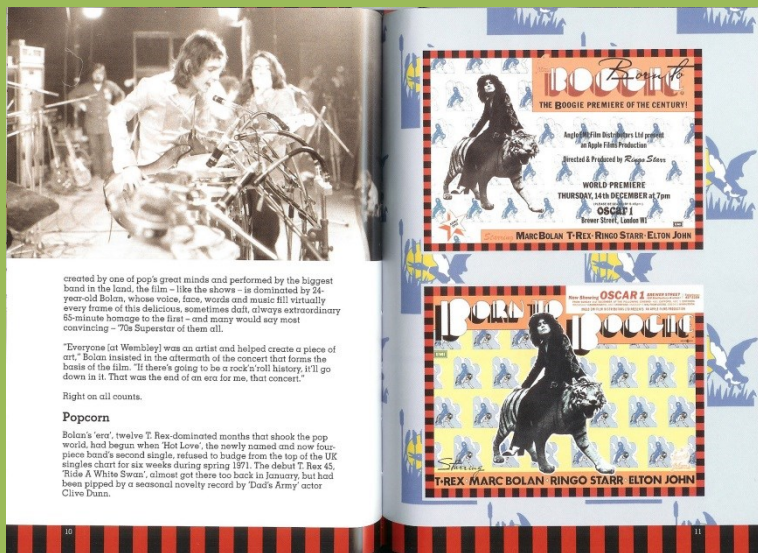 created by one of pop's great minds and performed by the biggest
band in the land, the film – like the shows – is dominated by 24-
year-old Bolan, whose voice, face, words and music fill virtually
every frame of this delicious, sometimes daft, always extraordinary
65-minute homage to the first – and many would say most
convincing – '70s Superstar of them all.
"Everyone [at Wembley] was an artist and helped create a piece of
art," Bolan insisted in the aftermath of the concert that forms the
basis of the film. "If there's going to be a rock'n'roll history, it'll go
down in it. That was the end of an era for me, that concert."
Right on all counts.
Popcorn
Bolan's 'era', twelve T. Rex-dominated months that shook the pop
world, had begun when 'Hot Love', the newly named and now four-
piece band's second single, refused to budge from the top of the UK
singles chart for six weeks during spring 1971. The debut T. Rex 45,
'Ride A White Swan', almost got there too back in January, but had
been pipped by a seasonal novelty record by 'Dad's Army' actor
Clive Dunn.
10
Born to
BOOGIE
THE BOOGIE PREMIERE OF THE CENTURY!
Anglo EMI Film Distributors Ltd present
an Apple Films Production
Directed & Produced by Ringo Starr
WORLD PREMIERE
THURSDAY, 14th DECEMBER at 7pm
OSCAR 1
Brewer Street, London W1
EMI
Starring MARC BOLAN · T·REX · RINGO STARR · ELTON JOHN
Now Showing OSCAR 1 BREWER STREET
BORN TO BOOGIE
EMI
Starring
T·REX MARC BOLAN RINGO STARR ELTON JOHN
11